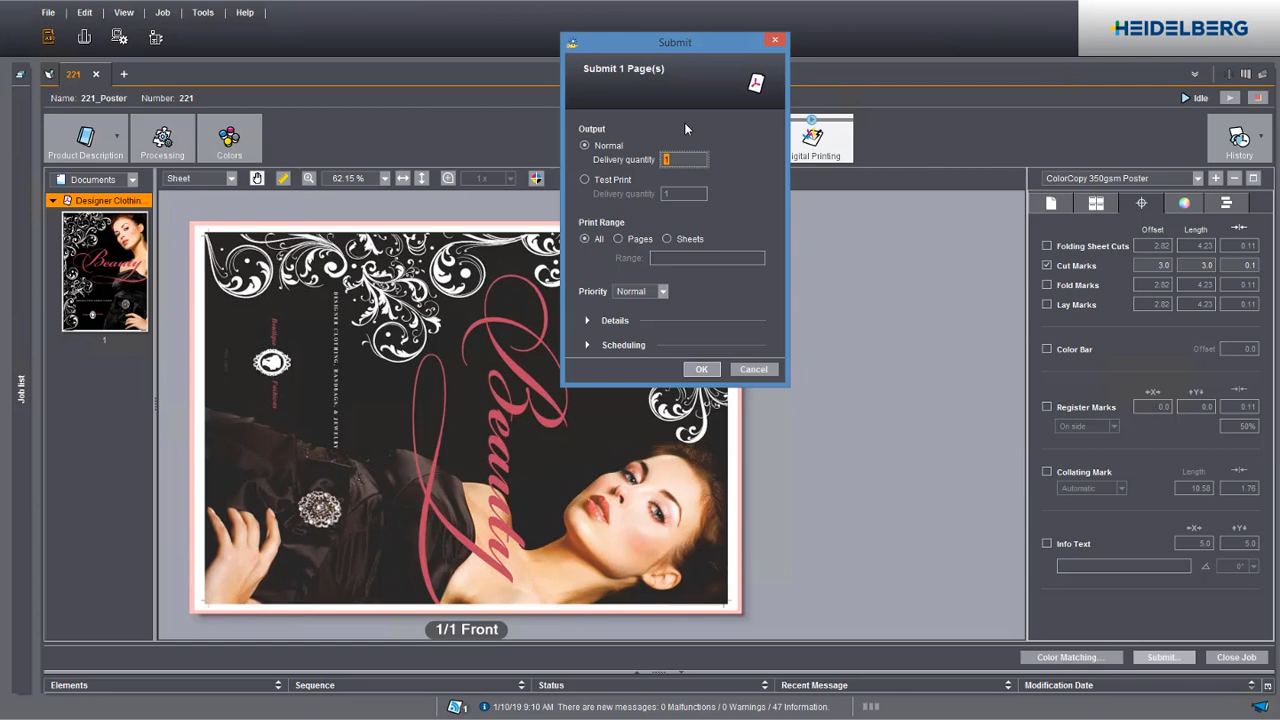 File Edit View Job Tools Help
HEIDELBERG
221
Name: 221_Poster Number: 221
Idle
Product Description
Processing
Colors
igital Printing
History
Submit
Submit 1 Page(s)
Output
Normal
Delivery quantity 1
Test Print
Delivery quantity 1
Print Range
All Pages Sheets
Range:
Priority Normal
Details
Scheduling
OK Cancel
Documents
Sheet
62.15 %
1 x
Designer Clothin...
Beauty
1
DESIGNER CLOTHING, HANDBAGS, & JEWELRY
Boutique
Fashions
Beauty
1/1 Front
Job list
ColorCopy 350gsm Poster
Offset Length
Folding Sheet Cuts 2.82 4.23 0.11
Cut Marks 3.0 3.0 0.1
Fold Marks 2.82 4.23 0.11
Lay Marks 2.82 4.23 0.11
Color Bar Offset 0.0
X Y
Register Marks 0.0 0.0 0.11
On side 50%
Collating Mark Length
Automatic 10.58 1.76
X Y
Info Text 5.0 5.0
0°
Color Matching... Submit... Close Job
Elements Sequence Status Recent Message Modification Date
1 1/10/19 9:10 AM There are new messages: 0 Malfunctions / 0 Warnings / 47 Information.